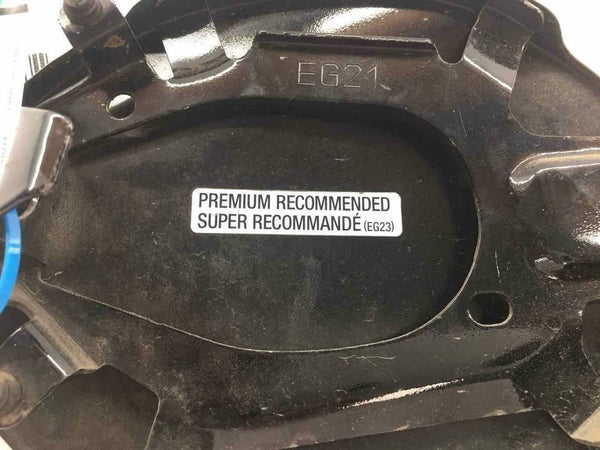 EG21
PREMIUM RECOMMENDED
SUPER RECOMMANDÉ (EG23)